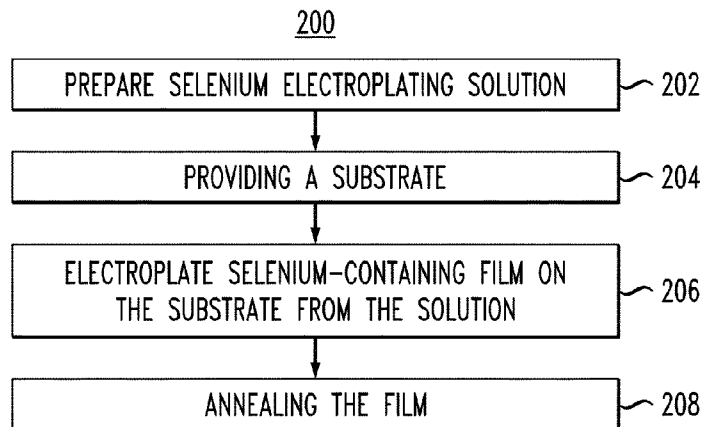 200
PREPARE SELENIUM ELECTROPLATING SOLUTION
202
PROVIDING A SUBSTRATE
204
ELECTROPLATE SELENIUM-CONTAINING FILM ON
THE SUBSTRATE FROM THE SOLUTION
206
ANNEALING THE FILM
208